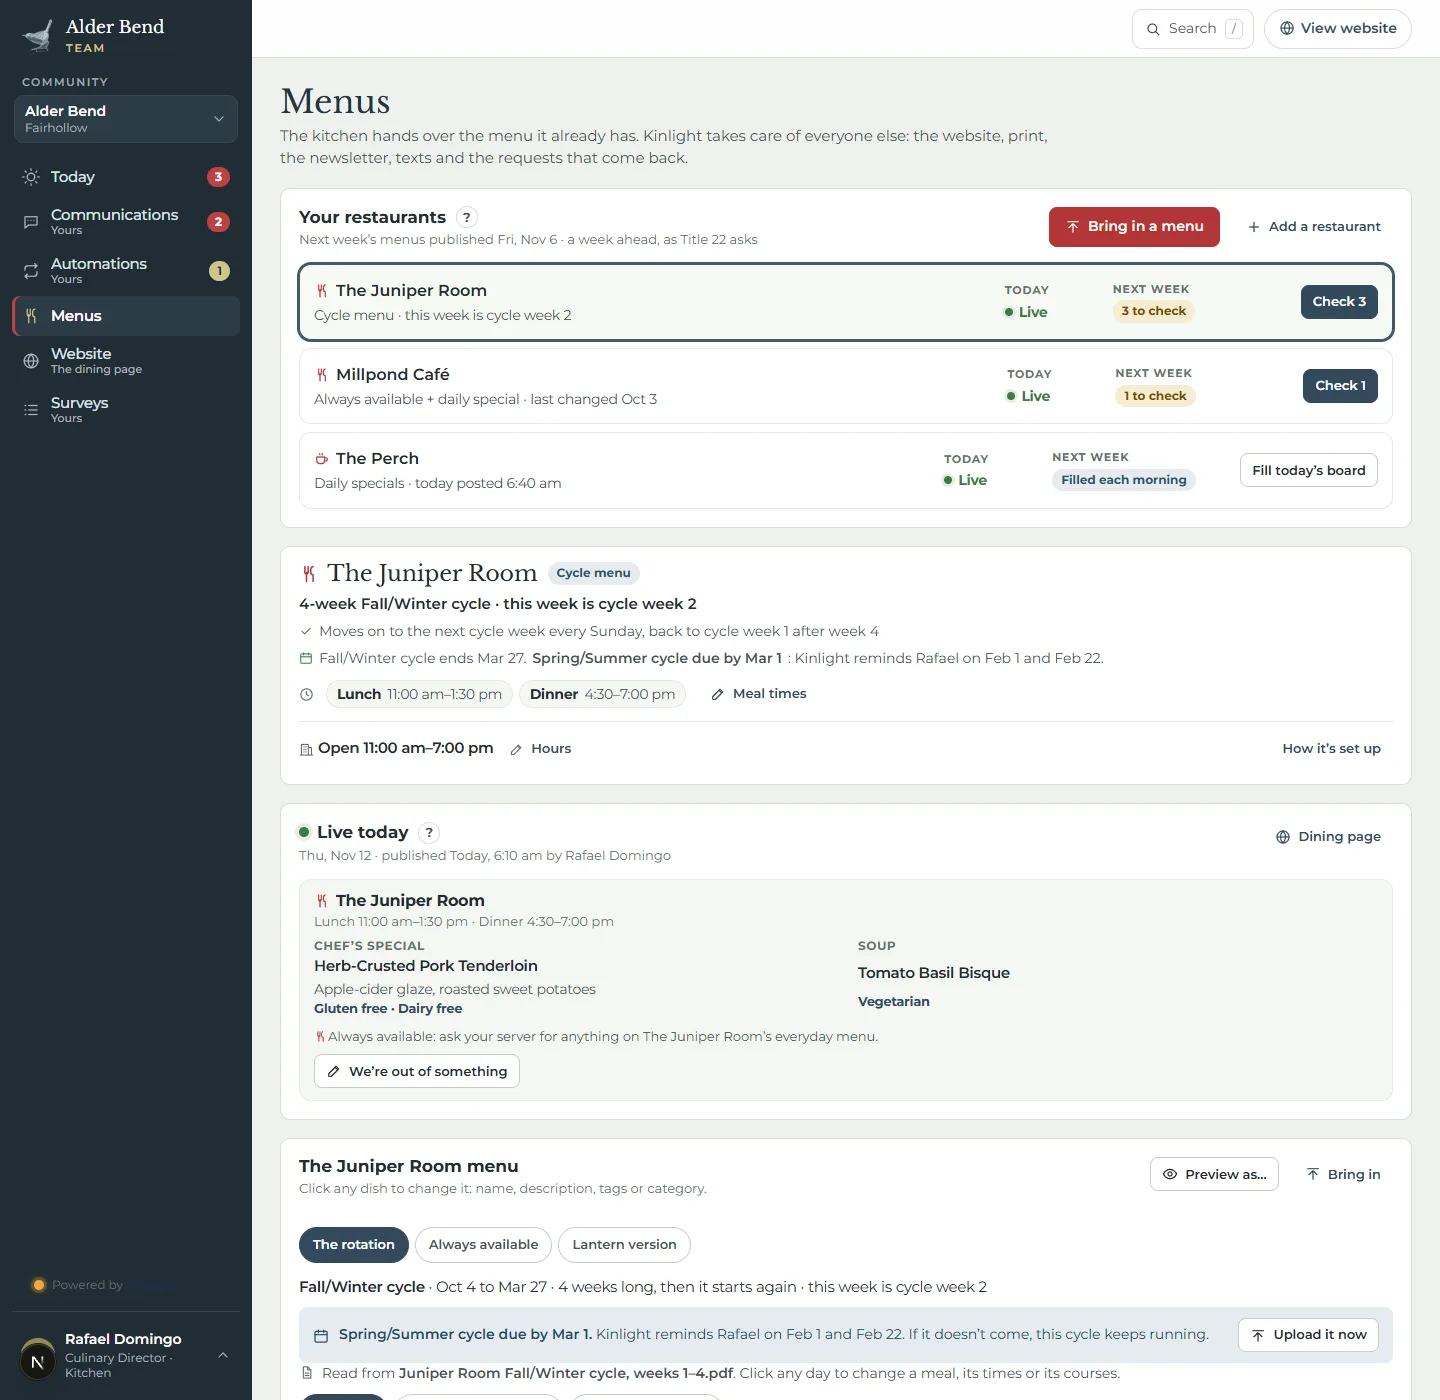 Alder Bend
TEAM
COMMUNITY
Alder Bend
Fairhollow
Today 3
Communications 2
Yours
Automations 1
Yours
Menus
Website
The dining page
Surveys
Yours
Powered by
Rafael Domingo
Culinary Director ·
Kitchen
N
Search /
View website
Menus
The kitchen hands over the menu it already has. Kinlight takes care of everyone else: the website, print,
the newsletter, texts and the requests that come back.
Your restaurants ?
Next week's menus published Fri, Nov 6 · a week ahead, as Title 22 asks
Bring in a menu
+ Add a restaurant
The Juniper Room
Cycle menu · this week is cycle week 2
TODAY
Live
NEXT WEEK
3 to check
Check 3
Millpond Café
Always available + daily special · last changed Oct 3
TODAY
Live
NEXT WEEK
1 to check
Check 1
The Perch
Daily specials · today posted 6:40 am
TODAY
Live
NEXT WEEK
Filled each morning
Fill today's board
The Juniper Room Cycle menu
4-week Fall/Winter cycle · this week is cycle week 2
Moves on to the next cycle week every Sunday, back to cycle week 1 after week 4
Fall/Winter cycle ends Mar 27. Spring/Summer cycle due by Mar 1 : Kinlight reminds Rafael on Feb 1 and Feb 22.
Lunch 11:00 am–1:30 pm Dinner 4:30–7:00 pm Meal times
Open 11:00 am–7:00 pm Hours How it's set up
Live today ?
Thu, Nov 12 · published Today, 6:10 am by Rafael Domingo
Dining page
The Juniper Room
Lunch 11:00 am–1:30 pm · Dinner 4:30–7:00 pm
CHEF'S SPECIAL
Herb-Crusted Pork Tenderloin
Apple-cider glaze, roasted sweet potatoes
Gluten free · Dairy free
SOUP
Tomato Basil Bisque
Vegetarian
Always available: ask your server for anything on The Juniper Room's everyday menu.
We're out of something
The Juniper Room menu
Click any dish to change it: name, description, tags or category.
Preview as…
Bring in
The rotation Always available Lantern version
Fall/Winter cycle · Oct 4 to Mar 27 · 4 weeks long, then it starts again · this week is cycle week 2
Spring/Summer cycle due by Mar 1. Kinlight reminds Rafael on Feb 1 and Feb 22. If it doesn't come, this cycle keeps running.
Upload it now
Read from Juniper Room Fall/Winter cycle, weeks 1–4.pdf. Click any day to change a meal, its times or its courses.